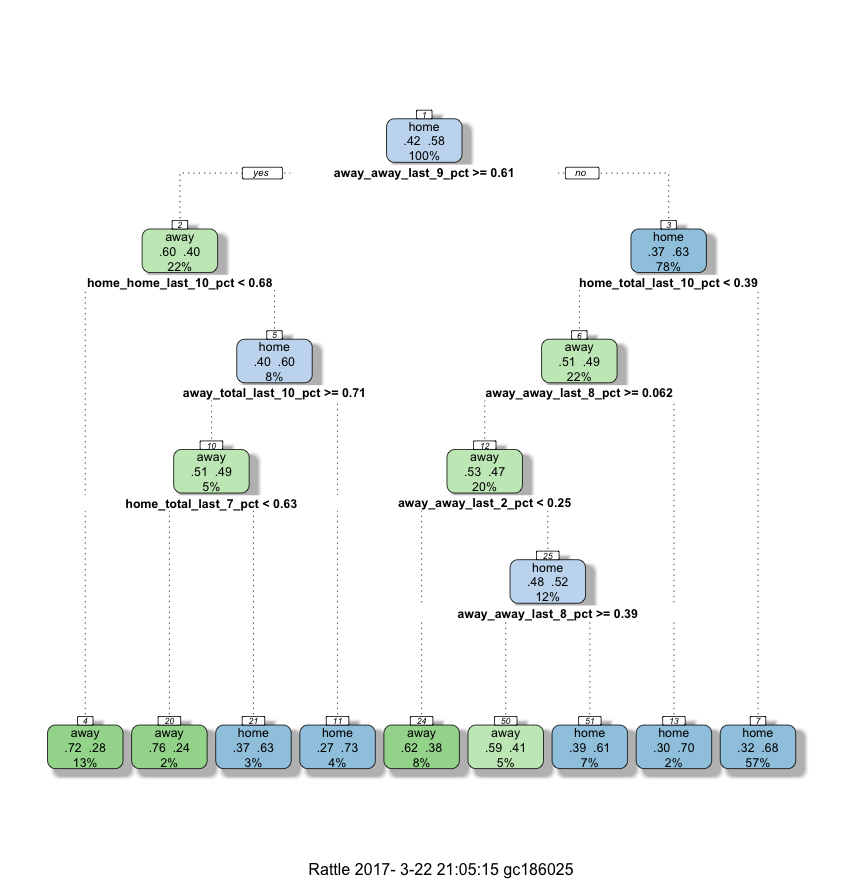 1
home
.42 .58
100%
yes
away_away_last_9_pct >= 0.61
no
2
away
.60 .40
22%
3
home
.37 .63
78%
home_home_last_10_pct < 0.68
home_total_last_10_pct < 0.39
5
home
.40 .60
8%
6
away
.51 .49
22%
away_total_last_10_pct >= 0.71
away_away_last_8_pct >= 0.062
10
away
.51 .49
5%
12
away
.53 .47
20%
home_total_last_7_pct < 0.63
away_away_last_2_pct < 0.25
25
home
.48 .52
12%
away_away_last_8_pct >= 0.39
4
away
.72 .28
13%
20
away
.76 .24
2%
21
home
.37 .63
3%
11
home
.27 .73
4%
24
away
.62 .38
8%
50
away
.59 .41
5%
51
home
.39 .61
7%
13
home
.30 .70
2%
7
home
.32 .68
57%
Rattle 2017- 3-22 21:05:15 gc186025